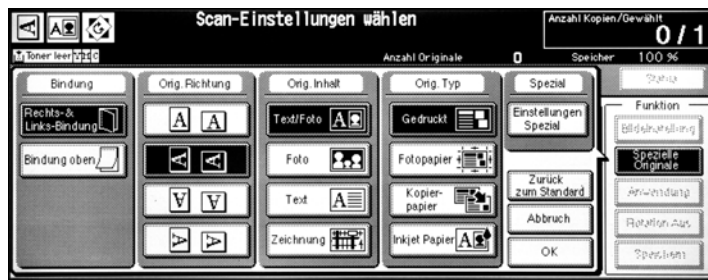 Scan-Einstellungen wählen
Anzahl Kopien/Gewählt
0 / 1
Toner leer
Anzahl Originale 0 Speicher 100 %
Bindung
Orig. Richtung
Orig. Inhalt
Orig. Typ
Spezial
Status
Funktion
Rechts-&
Links-Bindung
Bindung oben
Text/Foto
Foto
Text
Zeichnung
Gedruckt
Fotopapier
Kopier-
papier
Inkjet Papier
Einstellungen
Spezial
Zurück
zum Standard
Abbruch
OK
Bildeinstellung
Spezielle
Originale
Anwendung
Rotation Aus
Speichern